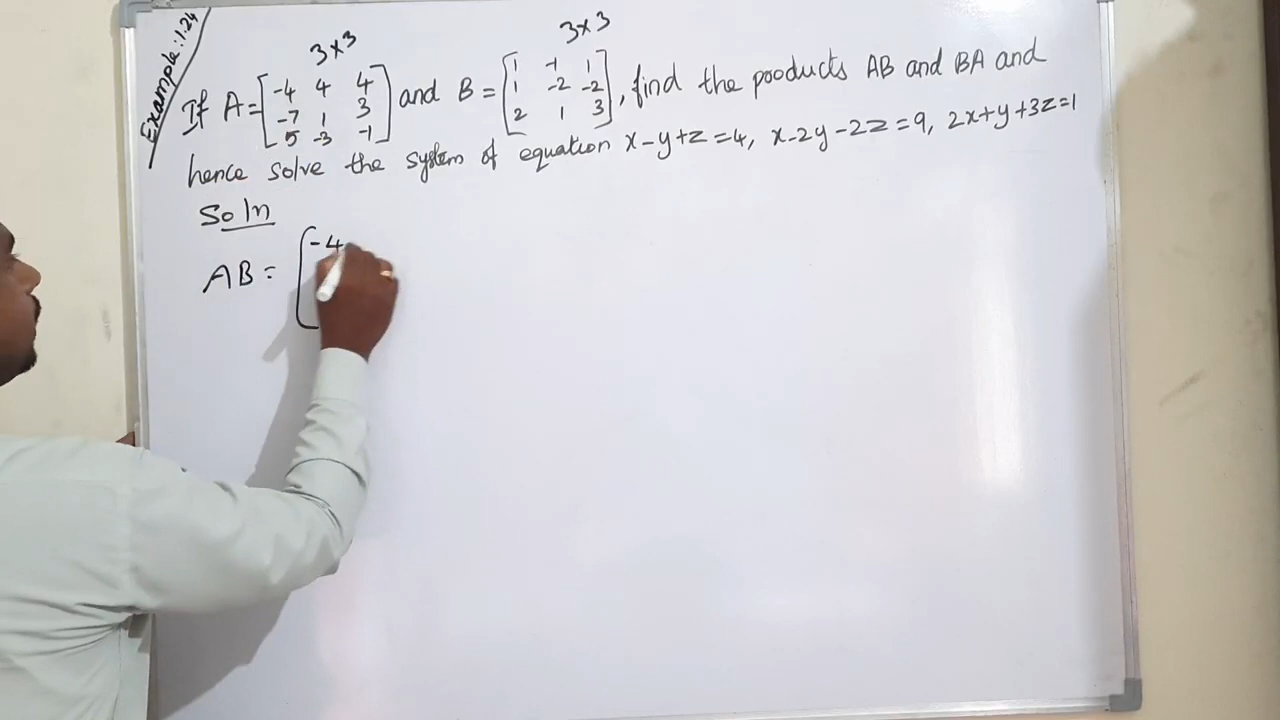 Example: 1.24
3×3 3×3
If A = [-4 4 4; -7 1 3; 5 -3 -1] and B = [1 -1 1; 1 -2 -2; 2 1 3], find the products AB and BA and
hence solve the system of equation x-y+z=4, x-2y-2z=9, 2x+y+3z=1
Soln
AB = [-4